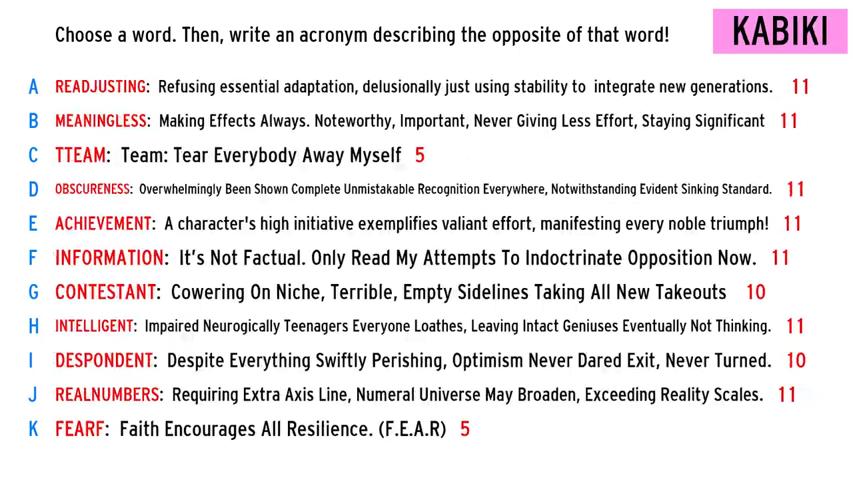 Choose a word. Then, write an acronym describing the opposite of that word!
KABIKI
A READJUSTING: Refusing essential adaptation, delusionally just using stability to integrate new generations. 11
B MEANINGLESS: Making Effects Always. Noteworthy, Important, Never Giving Less Effort, Staying Significant 11
C TTEAM: Team: Tear Everybody Away Myself 5
D OBSCURENESS: Overwhelmingly Been Shown Complete Unmistakable Recognition Everywhere, Notwithstanding Evident Sinking Standard. 11
E ACHIEVEMENT: A character's high initiative exemplifies valiant effort, manifesting every noble triumph! 11
F INFORMATION: It's Not Factual. Only Read My Attempts To Indoctrinate Opposition Now. 11
G CONTESTANT: Cowering On Niche, Terrible, Empty Sidelines Taking All New Takeouts 10
H INTELLIGENT: Impaired Neurogically Teenagers Everyone Loathes, Leaving Intact Geniuses Eventually Not Thinking. 11
I DESPONDENT: Despite Everything Swiftly Perishing, Optimism Never Dared Exit, Never Turned. 10
J REALNUMBERS: Requiring Extra Axis Line, Numeral Universe May Broaden, Exceeding Reality Scales. 11
K FEARF: Faith Encourages All Resilience. (F.E.A.R) 5